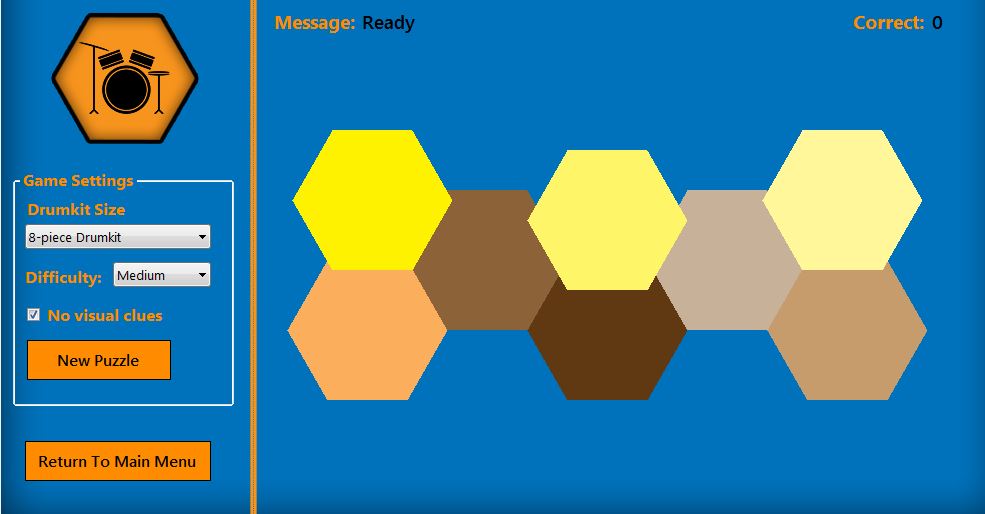 Message: Ready
Correct: 0
Game Settings
Drumkit Size
8-piece Drumkit
Difficulty: Medium
No visual clues
New Puzzle
Return To Main Menu